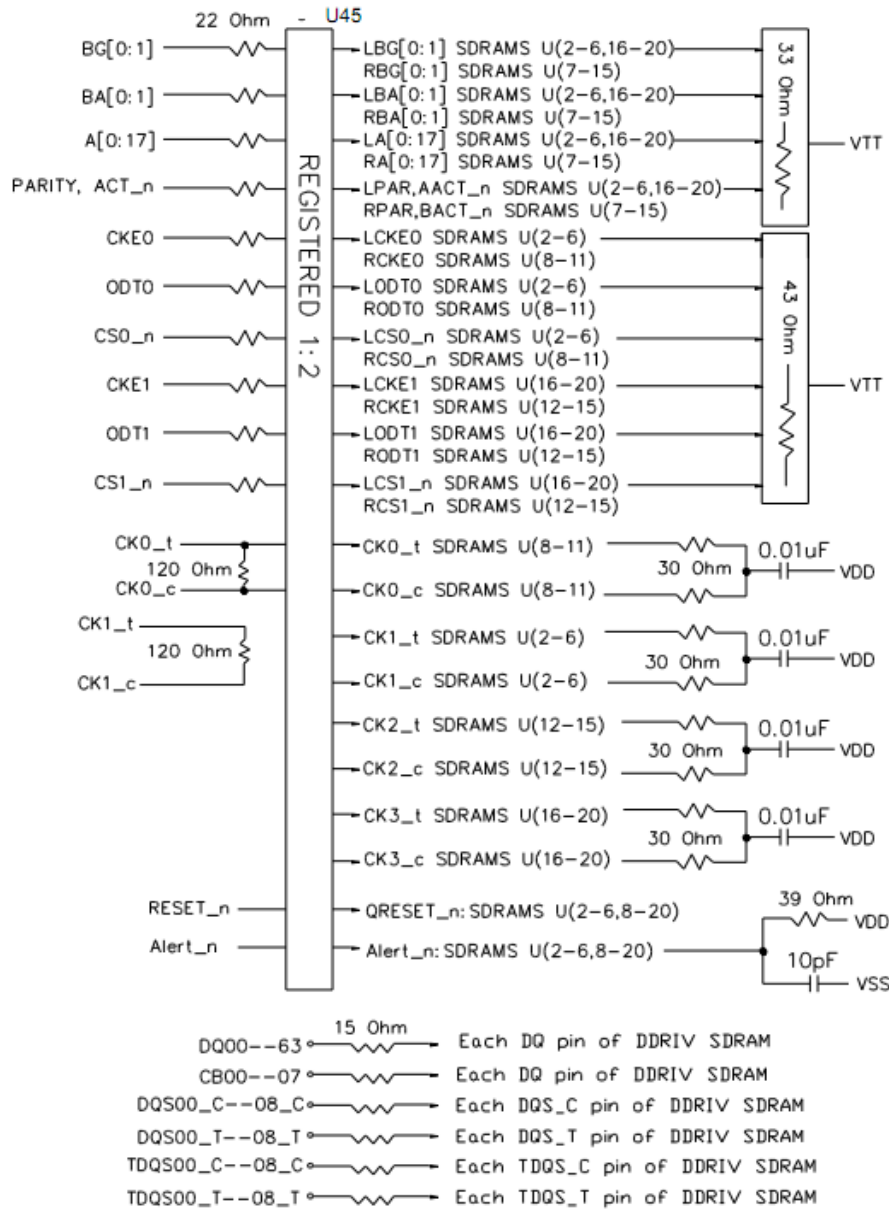 22 Ohm - U45
BG[0:1] LBG[0:1] SDRAMS U(2-6,16-20)
RBG[0:1] SDRAMS U(7-15)
BA[0:1] LBA[0:1] SDRAMS U(2-6,16-20)
RBA[0:1] SDRAMS U(7-15)
A[0:17] LA[0:17] SDRAMS U(2-6,16-20)
RA[0:17] SDRAMS U(7-15)
PARITY, ACT_n LPAR,AACT_n SDRAMS U(2-6,16-20)
RPAR,BACT_n SDRAMS U(7-15)
33 Ohm
VTT
REGISTERED 1:2
CKE0 LCKE0 SDRAMS U(2-6)
RCKE0 SDRAMS U(8-11)
ODT0 LODT0 SDRAMS U(2-6)
RODT0 SDRAMS U(8-11)
CS0_n LCS0_n SDRAMS U(2-6)
RCS0_n SDRAMS U(8-11)
CKE1 LCKE1 SDRAMS U(16-20)
RCKE1 SDRAMS U(12-15)
ODT1 LODT1 SDRAMS U(16-20)
RODT1 SDRAMS U(12-15)
CS1_n LCS1_n SDRAMS U(16-20)
RCS1_n SDRAMS U(12-15)
43 Ohm
VTT
CK0_t CK0_t SDRAMS U(8-11) 0.01uF
120 Ohm 30 Ohm VDD
CK0_c CK0_c SDRAMS U(8-11)
CK1_t CK1_t SDRAMS U(2-6) 0.01uF
120 Ohm 30 Ohm VDD
CK1_c CK1_c SDRAMS U(2-6)
CK2_t SDRAMS U(12-15) 0.01uF
30 Ohm VDD
CK2_c SDRAMS U(12-15)
CK3_t SDRAMS U(16-20) 0.01uF
30 Ohm VDD
CK3_c SDRAMS U(16-20)
RESET_n QRESET_n: SDRAMS U(2-6,8-20)
39 Ohm
VDD
Alert_n Alert_n: SDRAMS U(2-6,8-20)
10pF
VSS
15 Ohm
DQ00--63 Each DQ pin of DDRIV SDRAM
CB00--07 Each DQ pin of DDRIV SDRAM
DQS00_C--08_C Each DQS_C pin of DDRIV SDRAM
DQS00_T--08_T Each DQS_T pin of DDRIV SDRAM
TDQS00_C--08_C Each TDQS_C pin of DDRIV SDRAM
TDQS00_T--08_T Each TDQS_T pin of DDRIV SDRAM